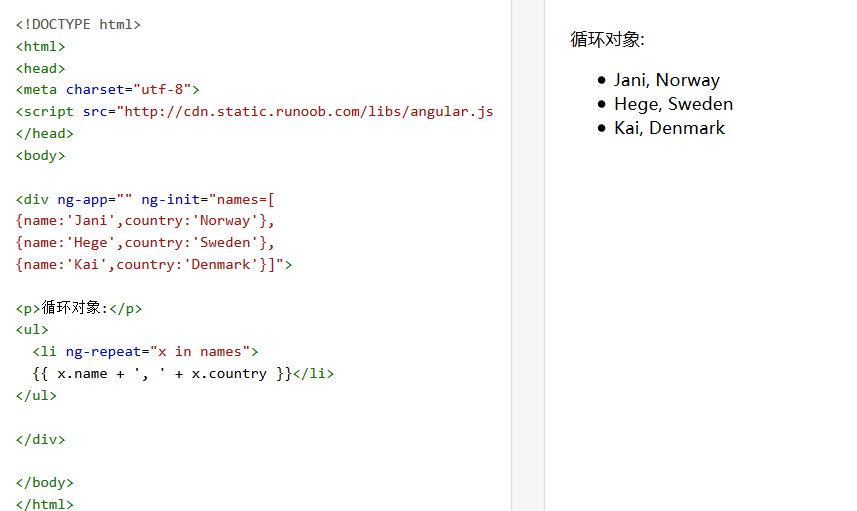 <!DOCTYPE html>
<html>
<head>
<meta charset="utf-8">
<script src="http://cdn.static.runoob.com/libs/angular.js
</head>
<body>
<div ng-app="" ng-init="names=[
{name:'Jani',country:'Norway'},
{name:'Hege',country:'Sweden'},
{name:'Kai',country:'Denmark'}]">
<p>循环对象:</p>
<ul>
  <li ng-repeat="x in names">
  {{ x.name + ', ' + x.country }}</li>
</ul>
</div>
</body>
</html>
循环对象:
Jani, Norway
Hege, Sweden
Kai, Denmark